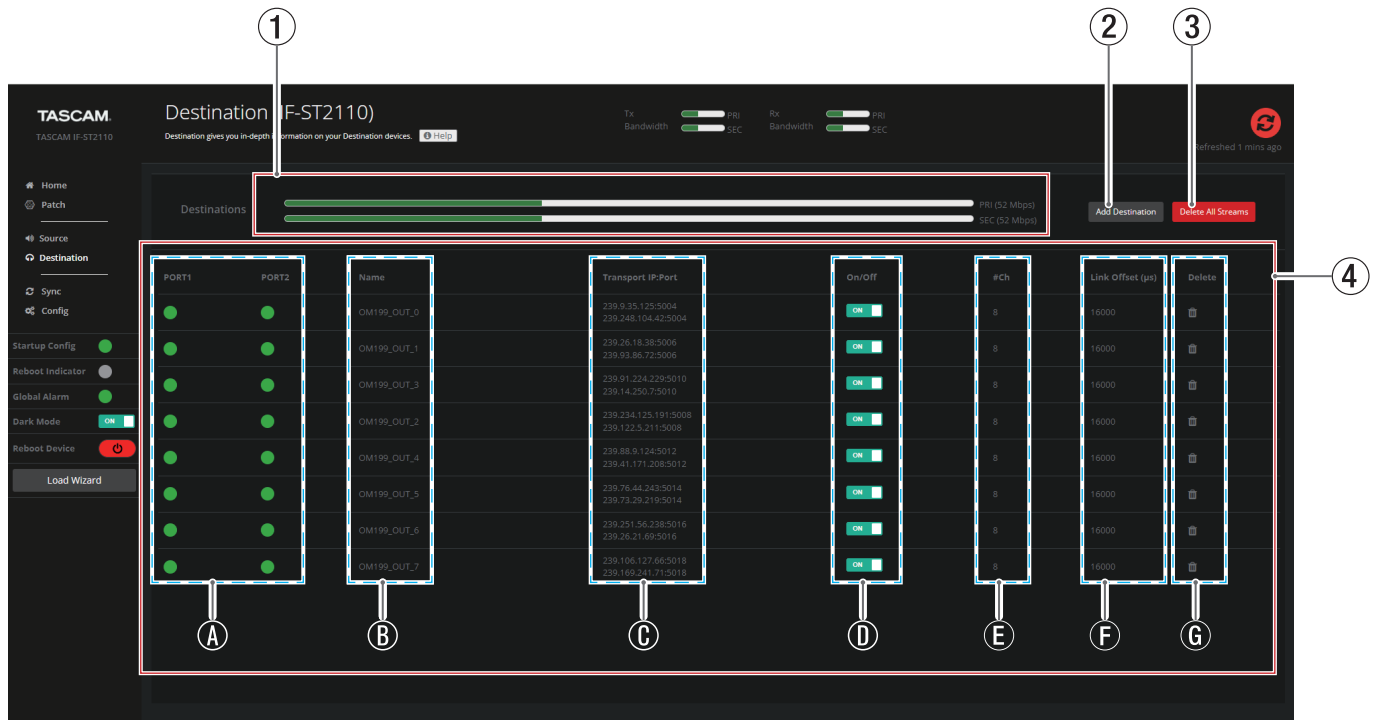 ① ② ③
TASCAM.
TASCAM IF-ST2110
Destination (IF-ST2110)
Destination gives you in-depth information on your Destination devices. Help
Tx Bandwidth PRI SEC
Rx Bandwidth PRI SEC
Refreshed 1 mins ago
Home
Patch
Source
Destination
Sync
Config
Startup Config
Reboot Indicator
Global Alarm
Dark Mode ON
Reboot Device
Load Wizard
Destinations
PRI (52 Mbps)
SEC (52 Mbps)
Add Destination
Delete All Streams
④
PORT1 PORT2 Name Transport IP:Port On/Off #Ch Link Offset (µs) Delete
OM199_OUT_0 239.9.35.125:5004 ON 8 16000
239.248.104.42:5004
OM199_OUT_1 239.26.18.38:5006 ON 8 16000
239.93.86.72:5006
OM199_OUT_3 239.91.224.229:5010 ON 8 16000
239.14.250.7:5010
OM199_OUT_2 239.234.125.191:5008 ON 8 16000
239.122.5.211:5008
OM199_OUT_4 239.88.9.124:5012 ON 8 16000
239.41.171.208:5012
OM199_OUT_5 239.76.44.243:5014 ON 8 16000
239.73.29.219:5014
OM199_OUT_6 239.251.56.238:5016 ON 8 16000
239.26.21.69:5016
OM199_OUT_7 239.106.127.66:5018 ON 8 16000
239.169.241.71:5018
Ⓐ Ⓑ Ⓒ Ⓓ Ⓔ Ⓕ Ⓖ